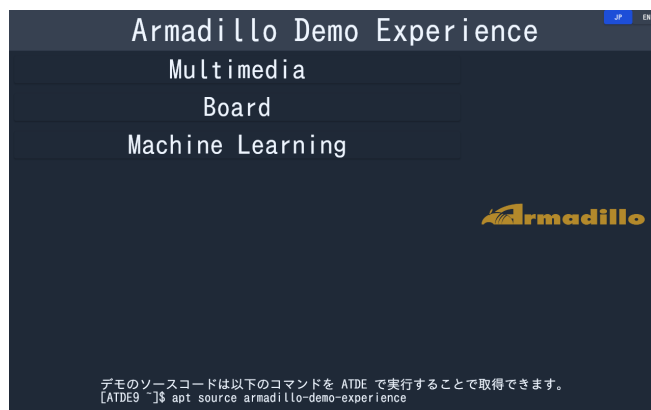 Armadillo Demo Experience
JP EN
Multimedia
Board
Machine Learning
Armadillo
デモのソースコードは以下のコマンドを ATDE で実行することで取得できます。
[ATDE9 ~]$ apt source armadillo-demo-experience